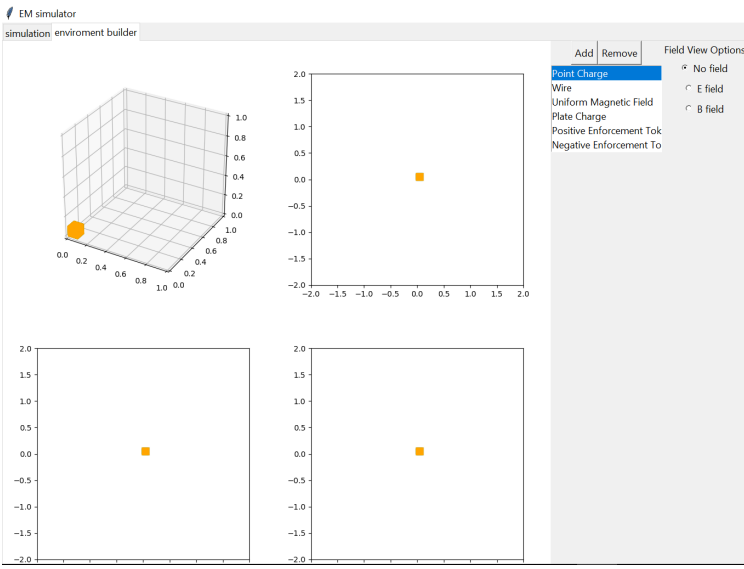 EM simulator
simulation enviroment builder
Add Remove
Field View Options
Point Charge
Wire
Uniform Magnetic Field
Plate Charge
Positive Enforcement Tok
Negative Enforcement To
No field
E field
B field
1.0
0.8
0.6
0.4
0.2
0.0
1.0
0.8
0.6
0.4
0.2
0.0
0.0 0.2 0.4 0.6 0.8 1.0
2.0
1.5
1.0
0.5
0.0
−0.5
−1.0
−1.5
−2.0
−2.0 −1.5 −1.0 −0.5 0.0 0.5 1.0 1.5 2.0
2.0
1.5
1.0
0.5
0.0
−0.5
−1.0
−1.5
−2.0
2.0
1.5
1.0
0.5
0.0
−0.5
−1.0
−1.5
−2.0